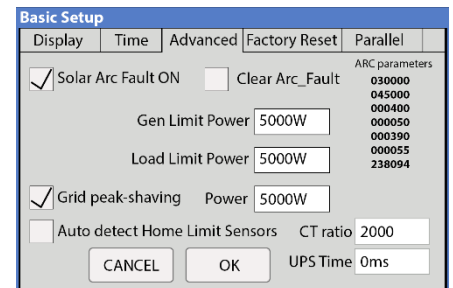 Basic Setup
Display Time Advanced Factory Reset Parallel
ARC parameters
Solar Arc Fault ON Clear Arc_Fault 030000
045000
000400
Gen Limit Power 5000W 000050
000390
000055
Load Limit Power 5000W 238094
Grid peak-shaving Power 5000W
Auto detect Home Limit Sensors CT ratio 2000
CANCEL OK UPS Time 0ms